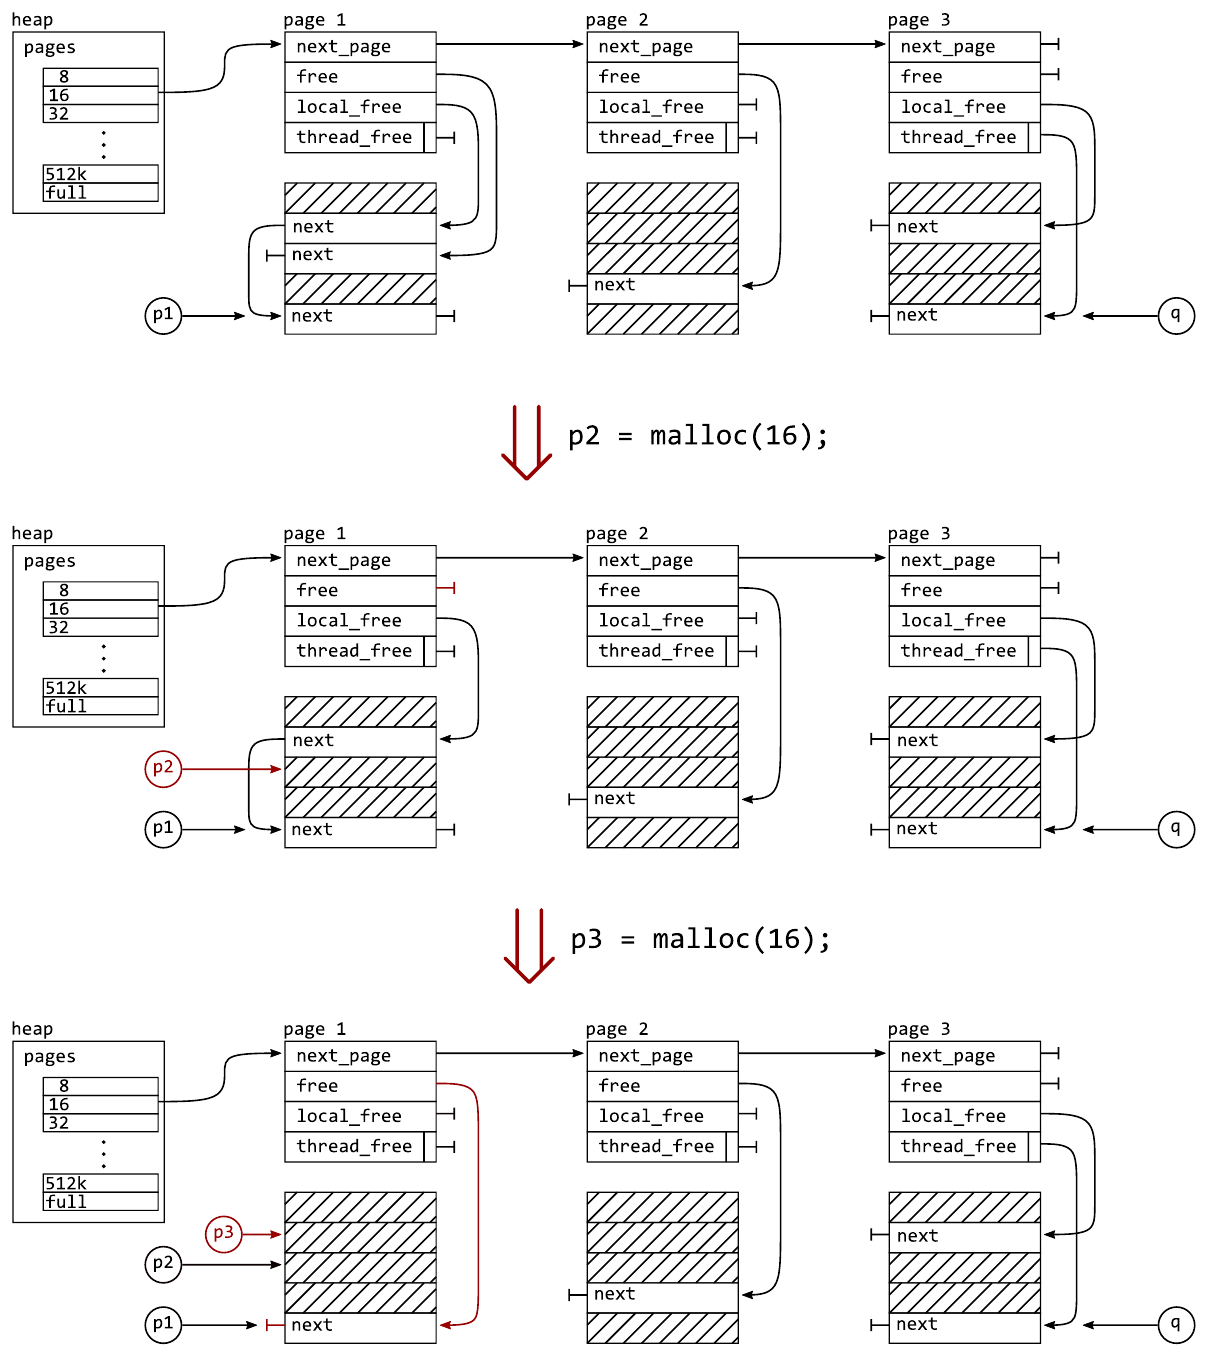 heap
page 1
page 2
page 3
pages
8
16
32
512k
full
next_page
free
local_free
thread_free
next
next
next
next_page
free
local_free
thread_free
next
next_page
free
local_free
thread_free
next
next
p1
q
p2 = malloc(16);
heap
page 1
page 2
page 3
pages
8
16
32
512k
full
next_page
free
local_free
thread_free
next
next
next_page
free
local_free
thread_free
next
next_page
free
local_free
thread_free
next
next
p2
p1
q
p3 = malloc(16);
heap
page 1
page 2
page 3
pages
8
16
32
512k
full
next_page
free
local_free
thread_free
next
next_page
free
local_free
thread_free
next
next_page
free
local_free
thread_free
next
next
p3
p2
p1
q